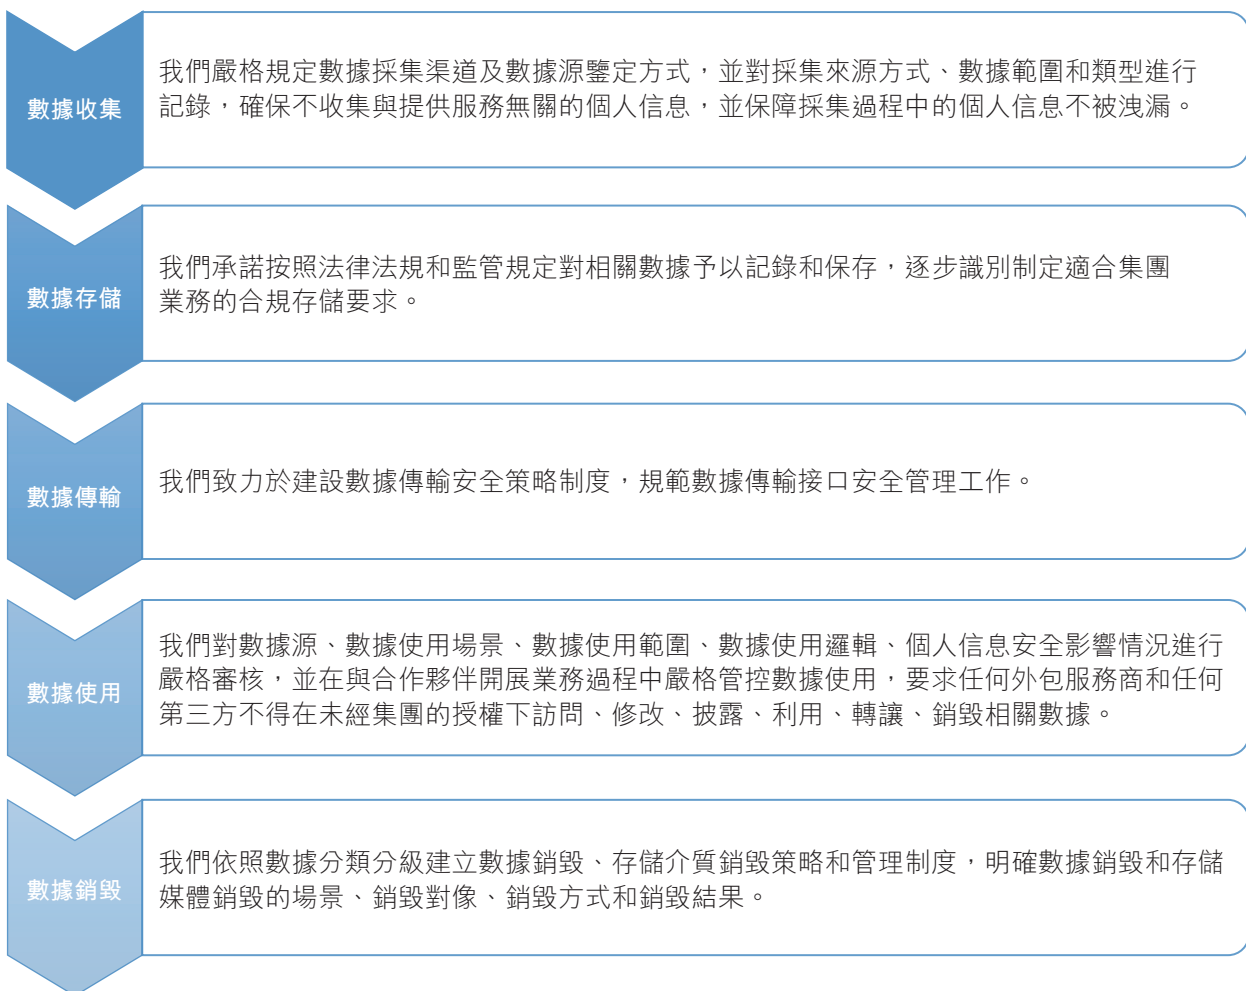 數據收集
我們嚴格規定數據採集渠道及數據源鑒定方式，並對採集來源方式、數據範圍和類型進行
記錄，確保不收集與提供服務無關的個人信息，並保障採集過程中的個人信息不被洩漏。
數據存儲
我們承諾按照法律法規和監管規定對相關數據予以記錄和保存，逐步識別制定適合集團
業務的合規存儲要求。
數據傳輸
我們致力於建設數據傳輸安全策略制度，規範數據傳輸接口安全管理工作。
數據使用
我們對數據源、數據使用場景、數據使用範圍、數據使用邏輯、個人信息安全影響情況進行
嚴格審核，並在與合作夥伴開展業務過程中嚴格管控數據使用，要求任何外包服務商和任何
第三方不得在未經集團的授權下訪問、修改、披露、利用、轉讓、銷毀相關數據。
數據銷毀
我們依照數據分類分級建立數據銷毀、存儲介質銷毀策略和管理制度，明確數據銷毀和存儲
媒體銷毀的場景、銷毀對像、銷毀方式和銷毀結果。